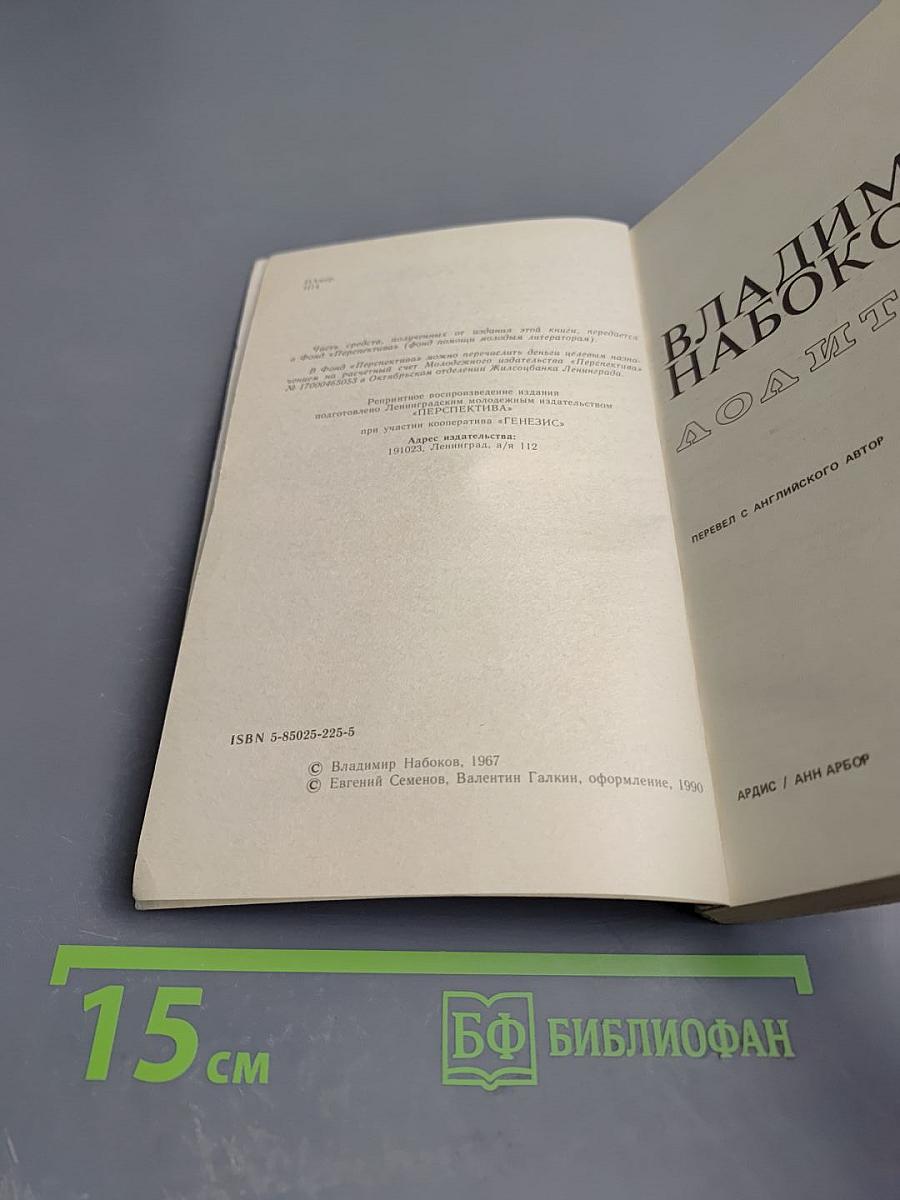 Часть средств, полученных от издания этой книги, передается
в Фонд «Перспектива» (фонд помощи молодым литераторам).
В Фонд «Перспектива» можно перечислить деньги целевым назна-
чением на расчетный счет Молодежного издательства «Перспектива»
№ 17000465053 в Октябрьском отделении Жилсоцбанка Ленинграда.
Репринтное воспроизведение издания
подготовлено Ленинградским молодежным издательством
«ПЕРСПЕКТИВА»
при участии кооператива «ГЕНЕЗИС»
Адрес издательства:
191023, Ленинград, а/я 112
ISBN 5-85025-225-5
© Владимир Набоков, 1967
© Евгений Семенов, Валентин Галкин, оформление, 1990
ВЛАДИМ
НАБОКО
ЛОЛИТ
ПЕРЕВЕЛ С АНГЛИЙСКОГО АВТОР
АРДИС / АНН АРБОР
15 см
БФ БИБЛИОФАН